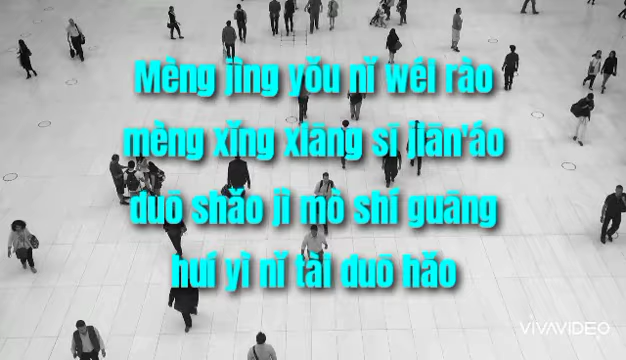 Mèng jìng yǒu nǐ wéi rào
mèng xǐng xiāng sī jiān'áo
duō shǎo jì mò shí guāng
huí yì nǐ tài duō hǎo
VIVAVIDEO